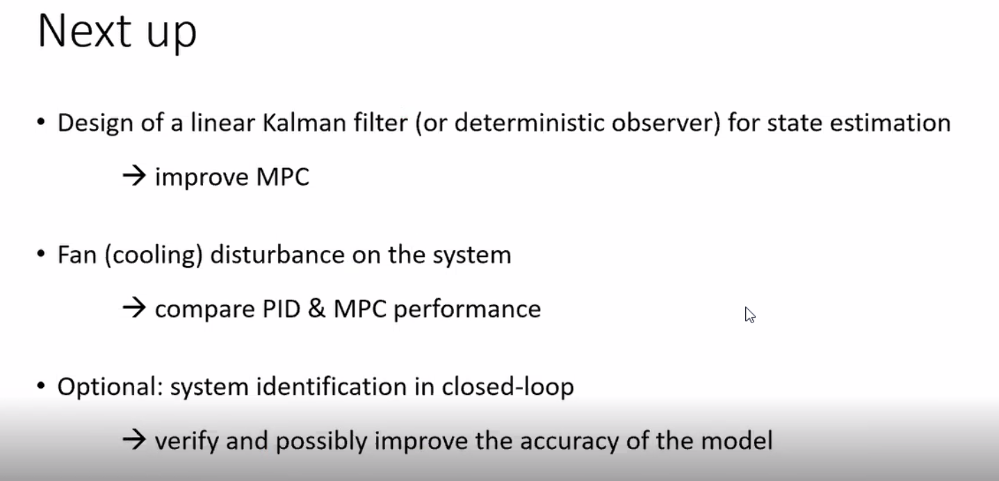 Next up
• Design of a linear Kalman filter (or deterministic observer) for state estimation
→ improve MPC
• Fan (cooling) disturbance on the system
→ compare PID & MPC performance
• Optional: system identification in closed-loop
→ verify and possibly improve the accuracy of the model